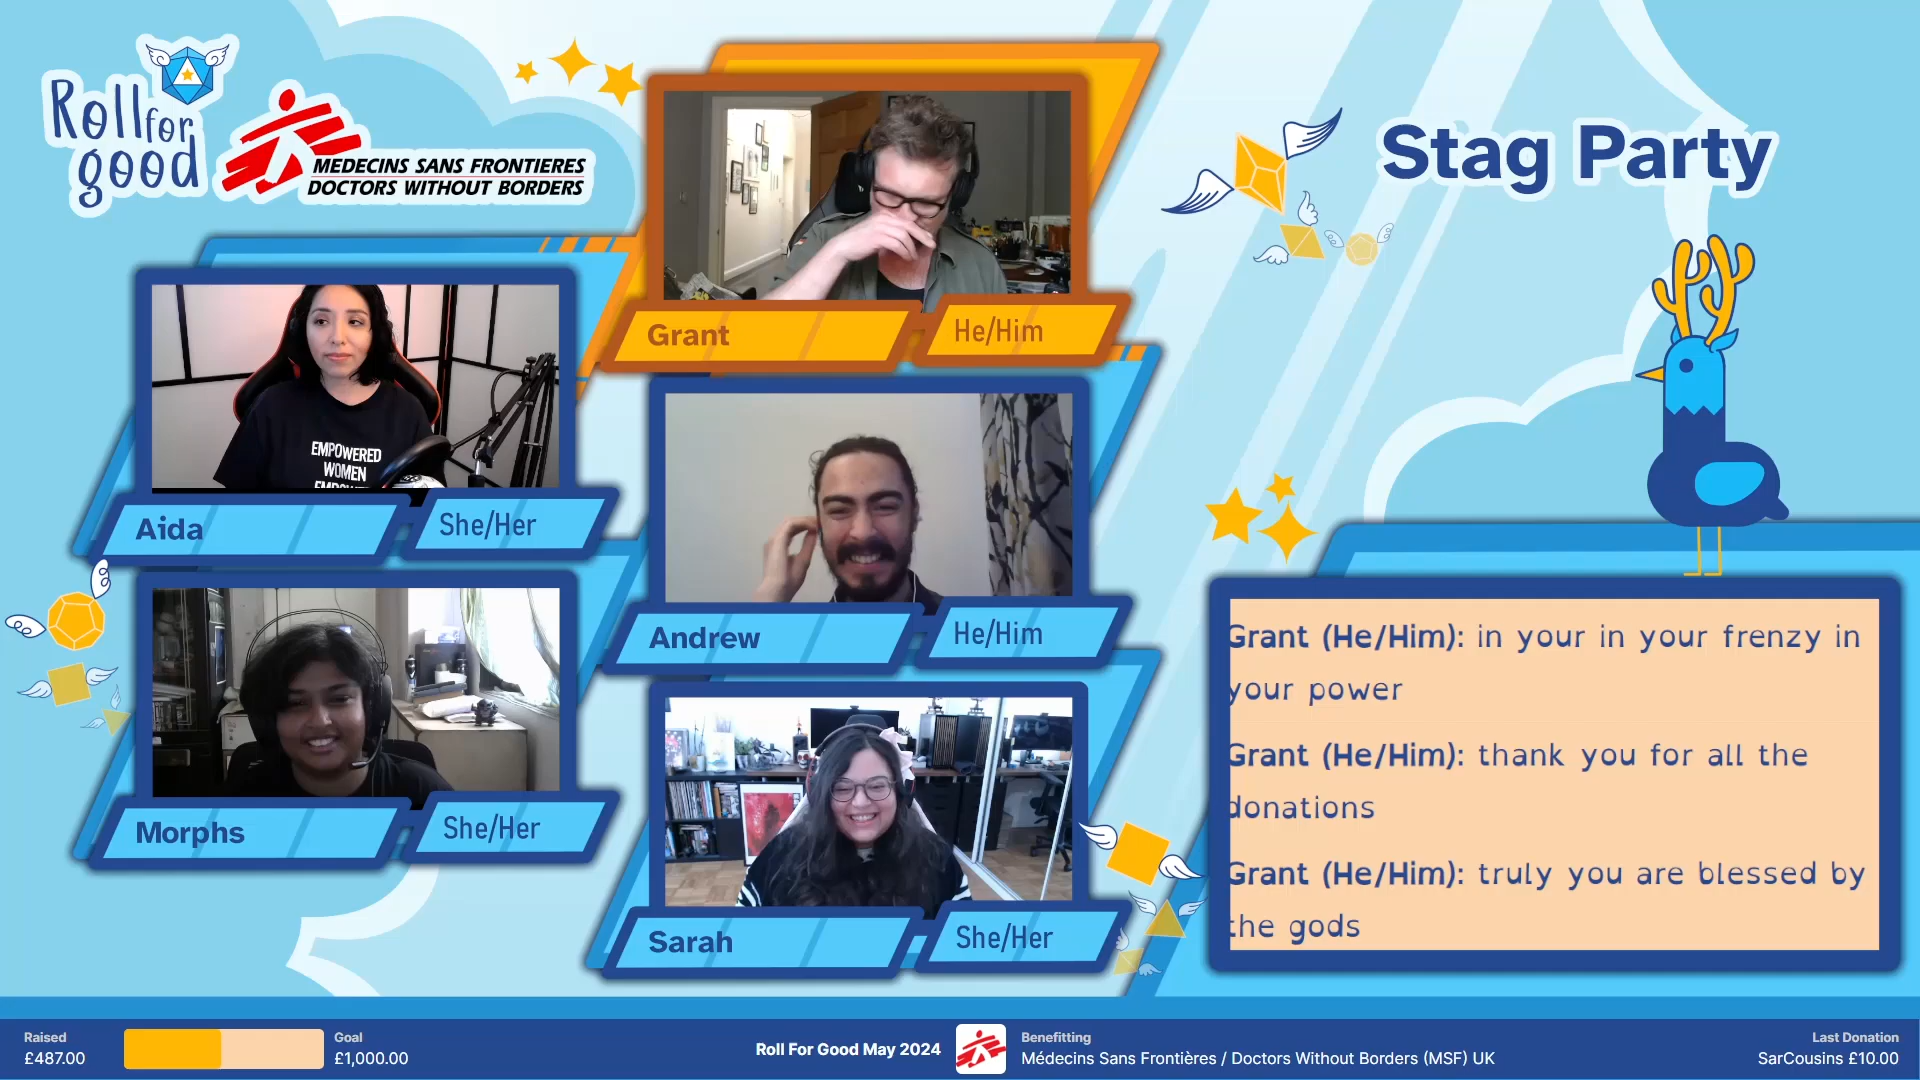 Roll for
good
MEDECINS SANS FRONTIERES
DOCTORS WITHOUT BORDERS
Stag Party
Grant
He/Him
EMPOWERED
WOMEN
Aida
She/Her
Andrew
He/Him
Morphs
She/Her
Sarah
She/Her
Grant (He/Him): in your in your frenzy in
your power
Grant (He/Him): thank you for all the
donations
Grant (He/Him): truly you are blessed by
the gods
Raised
£487.00
Goal
£1,000.00
Roll For Good May 2024
Benefitting
Médecins Sans Frontières / Doctors Without Borders (MSF) UK
Last Donation
SarCousins £10.00